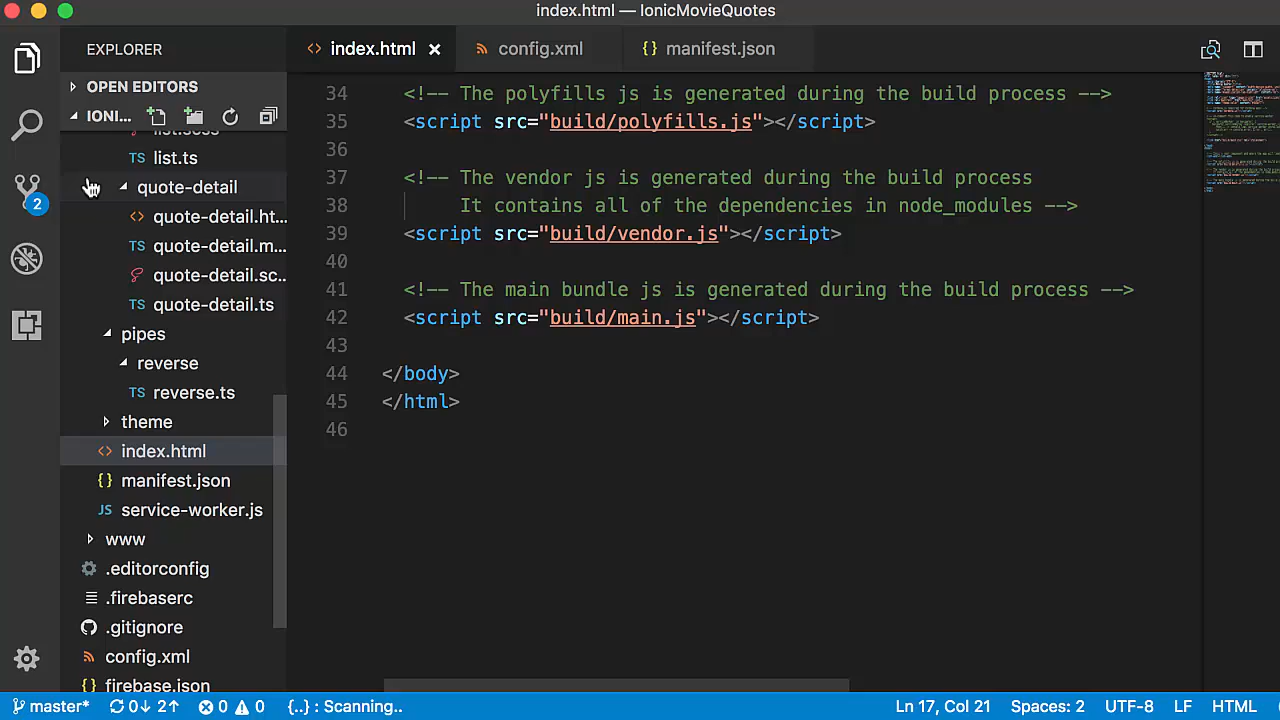 index.html — IonicMovieQuotes
EXPLORER
index.html
config.xml
manifest.json
OPEN EDITORS
IONI...
list.scss
list.ts
quote-detail
quote-detail.ht...
quote-detail.m...
quote-detail.sc...
quote-detail.ts
pipes
reverse
reverse.ts
theme
index.html
manifest.json
service-worker.js
www
.editorconfig
.firebaserc
.gitignore
config.xml
firebase.json
2
34 <!-- The polyfills js is generated during the build process -->
35 <script src="build/polyfills.js"></script>
36
37 <!-- The vendor js is generated during the build process
38 It contains all of the dependencies in node_modules -->
39 <script src="build/vendor.js"></script>
40
41 <!-- The main bundle js is generated during the build process -->
42 <script src="build/main.js"></script>
43
44 </body>
45 </html>
46
master* 0↓ 2↑ 0 0 {..} : Scanning.. Ln 17, Col 21 Spaces: 2 UTF-8 LF HTML